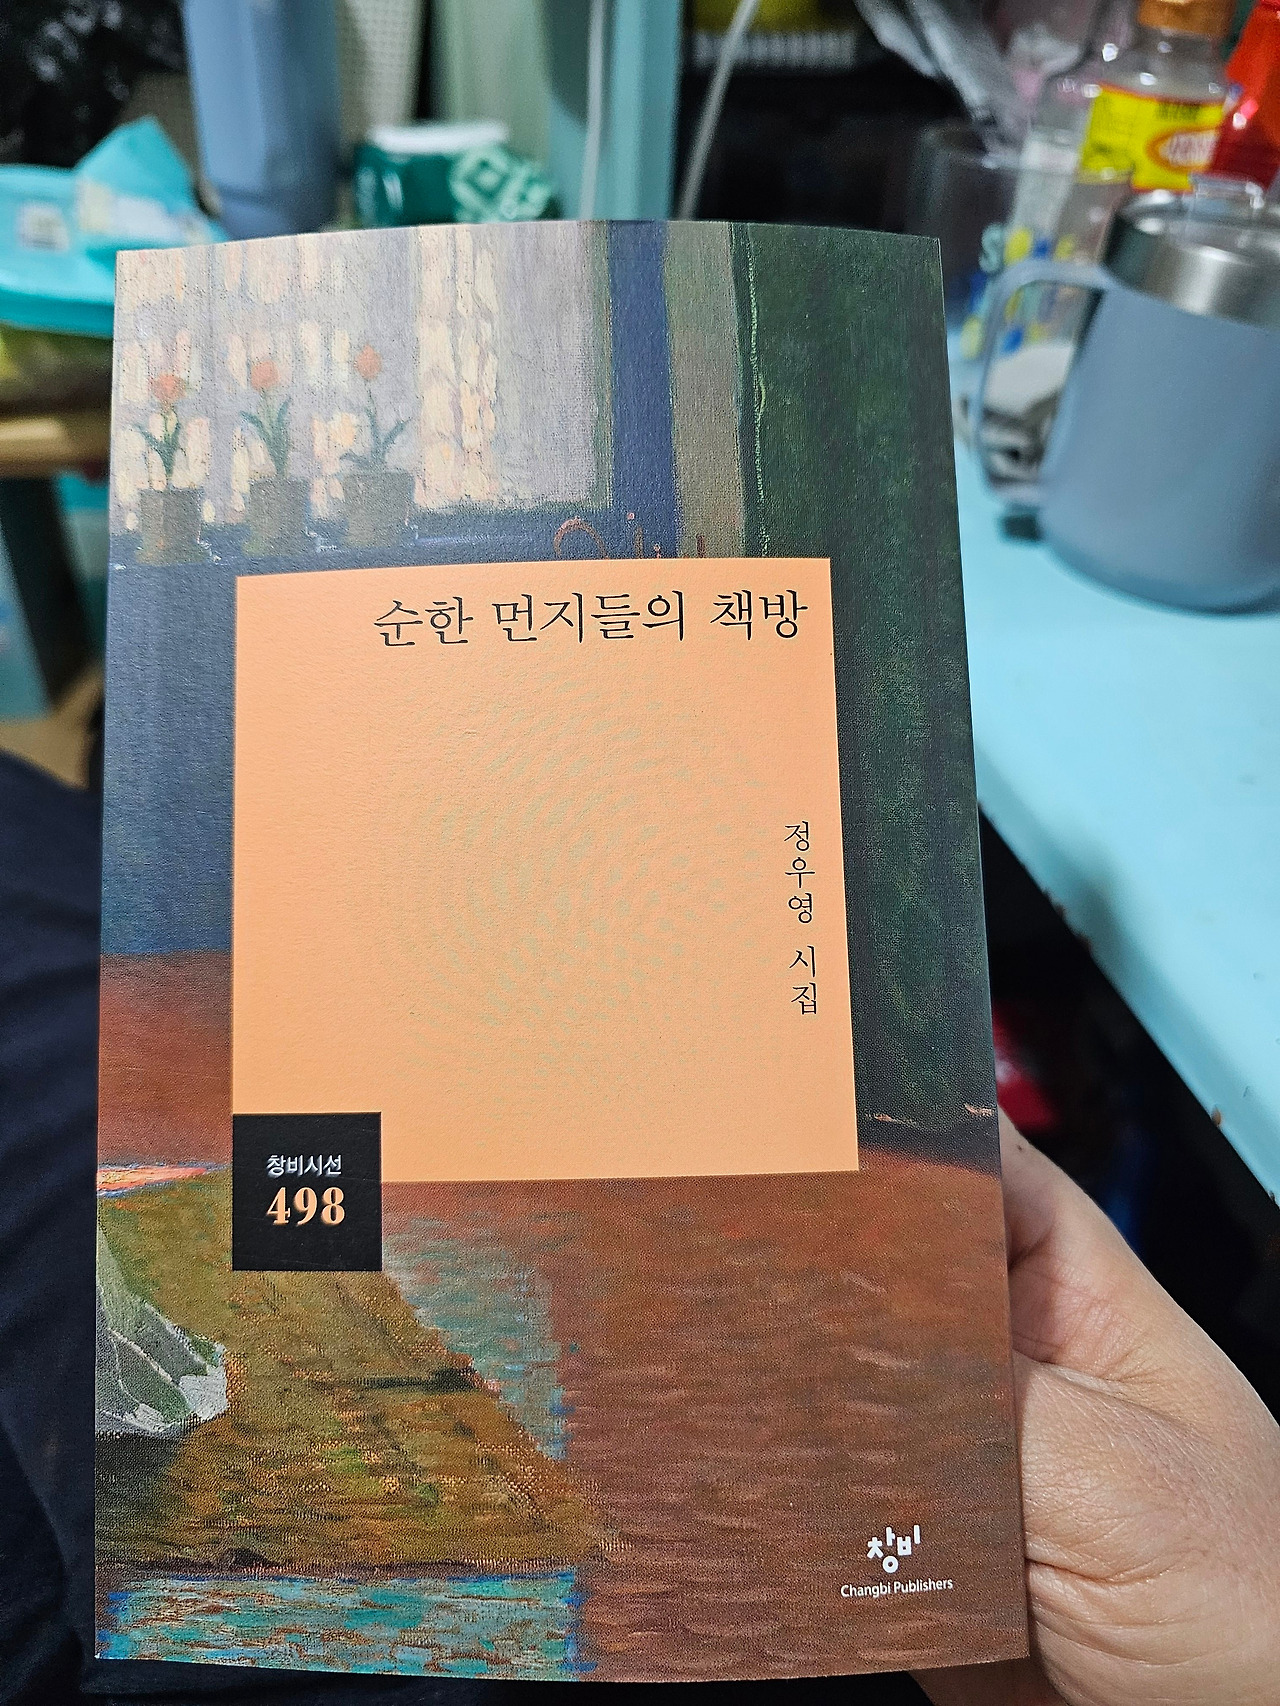 순한 먼지들의 책방
정우영 시집
창비시선
498
창비
Changbi Publishers